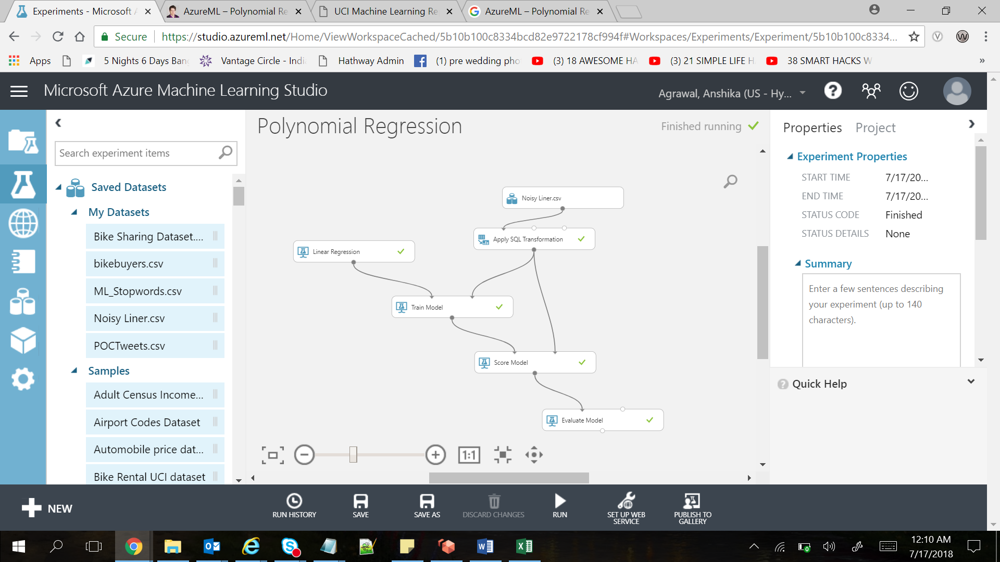 Experiments - Microsoft A
AzureML – Polynomial Re
UCI Machine Learning Re
AzureML – Polynomial Re
Secure
https://studio.azureml.net/Home/ViewWorkspaceCached/5b10b100c8334bcd82e9722178cf994f#Workspaces/Experiments/Experiment/5b10b100c8334...
Apps
5 Nights 6 Days Ban
Vantage Circle - Indi
Hathway Admin
(1) pre wedding pho
(3) 18 AWESOME HA
(3) 21 SIMPLE LIFE H
38 SMART HACKS W
»
Microsoft Azure Machine Learning Studio
Agrawal, Anshika (US - Hy...
Polynomial Regression
Finished running
Search experiment items
Saved Datasets
My Datasets
Bike Sharing Dataset....
bikebuyers.csv
ML_Stopwords.csv
Noisy Liner.csv
POCTweets.csv
Samples
Adult Census Income...
Airport Codes Dataset
Automobile price dat...
Bike Rental UCI dataset
Noisy Liner.csv
Apply SQL Transformation
Linear Regression
Train Model
Score Model
Evaluate Model
1:1
Properties
Project
Experiment Properties
START TIME 7/17/20...
END TIME 7/17/20...
STATUS CODE Finished
STATUS DETAILS None
Summary
Enter a few sentences describing
your experiment (up to 140
characters).
Quick Help
NEW
RUN HISTORY
SAVE
SAVE AS
DISCARD CHANGES
RUN
SET UP WEB
SERVICE
PUBLISH TO
GALLERY
12:10 AM
7/17/2018